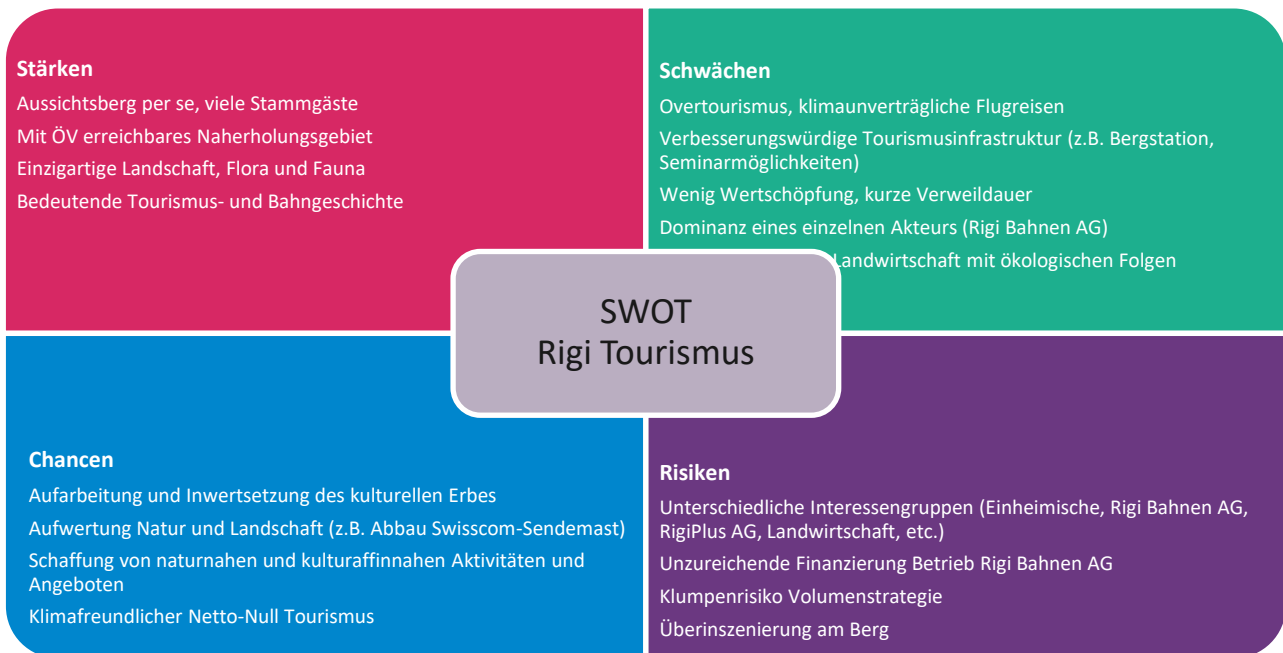 Stärken
Aussichtsberg per se, viele Stammgäste
Mit ÖV erreichbares Naherholungsgebiet
Einzigartige Landschaft, Flora und Fauna
Bedeutende Tourismus- und Bahngeschichte
Schwächen
Overtourismus, klimaunverträgliche Flugreisen
Verbesserungswürdige Tourismusinfrastruktur (z.B. Bergstation,
Seminarmöglichkeiten)
Wenig Wertschöpfung, kurze Verweildauer
Dominanz eines einzelnen Akteurs (Rigi Bahnen AG)
Landwirtschaft mit ökologischen Folgen
SWOT
Rigi Tourismus
Chancen
Aufarbeitung und Inwertsetzung des kulturellen Erbes
Aufwertung Natur und Landschaft (z.B. Abbau Swisscom-Sendemast)
Schaffung von naturnahen und kulturaffinnahen Aktivitäten und
Angeboten
Klimafreundlicher Netto-Null Tourismus
Risiken
Unterschiedliche Interessengruppen (Einheimische, Rigi Bahnen AG,
RigiPlus AG, Landwirtschaft, etc.)
Unzureichende Finanzierung Betrieb Rigi Bahnen AG
Klumpenrisiko Volumenstrategie
Überinszenierung am Berg